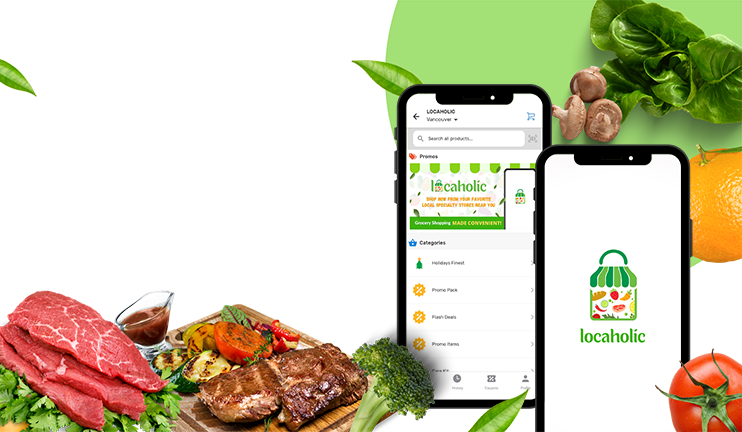 LOCAHOLIC
Vancouver
Search all products...
Promos
locaholic
SHOP NOW FROM YOUR FAVORITE
LOCAL SPECIALTY STORES NEAR YOU
Grocery Shopping MADE CONVENIENT!
Categories
Holidays Finest
Promo Pack
Flash Deals
Promo Items
locaholic